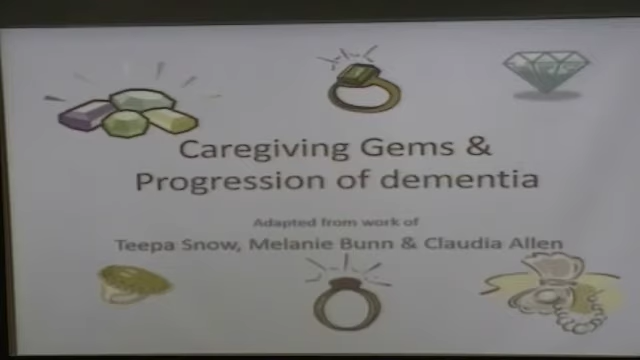 Caregiving Gems &
Progression of dementia
Adapted from work of
Teepa Snow, Melanie Bunn & Claudia Allen